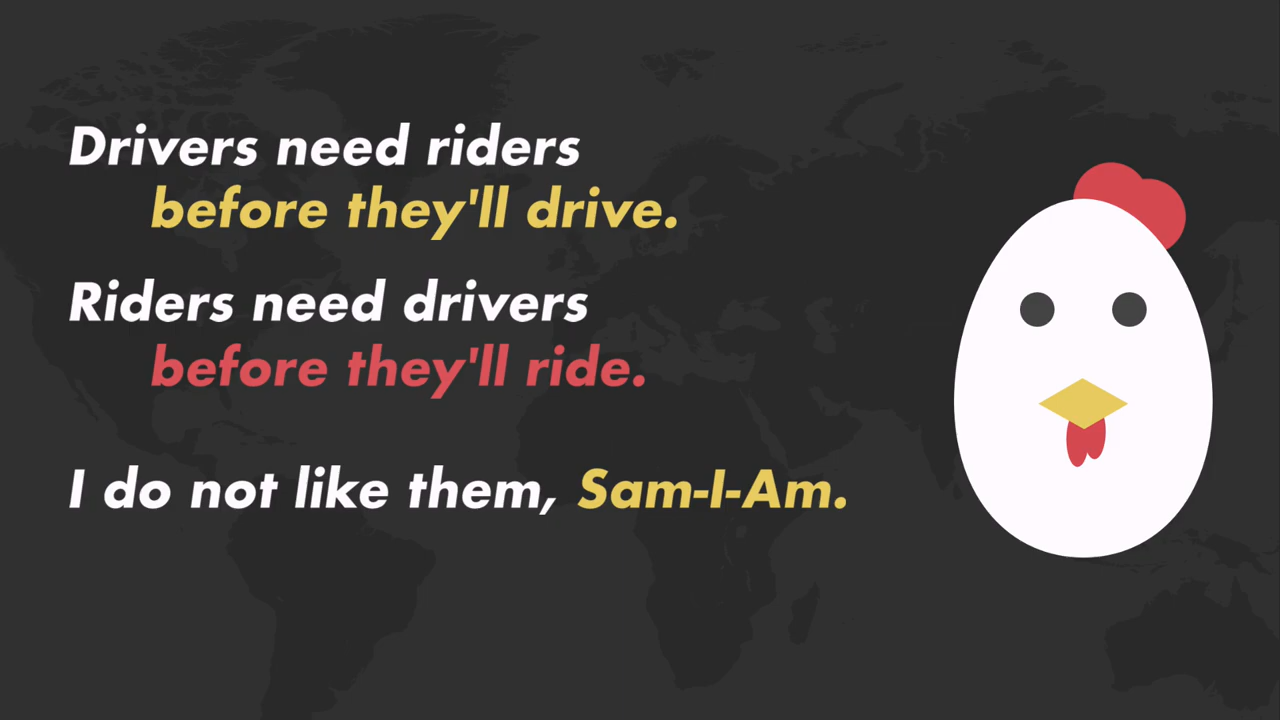 Drivers need riders
before they'll drive.
Riders need drivers
before they'll ride.
I do not like them, Sam-I-Am.